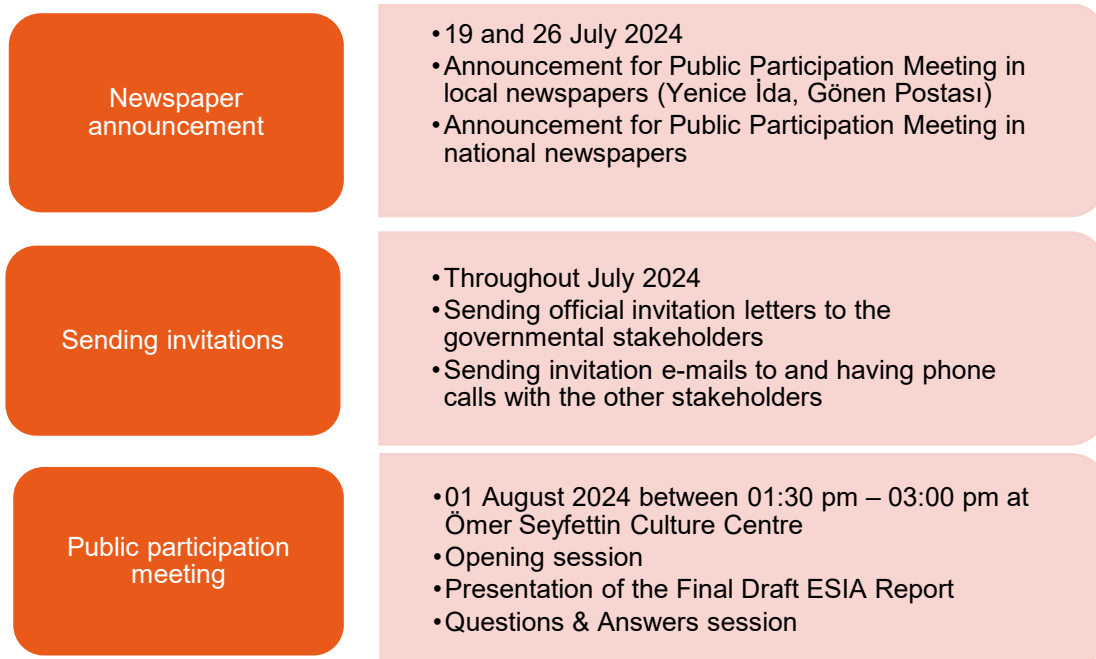 Newspaper
announcement
•19 and 26 July 2024
•Announcement for Public Participation Meeting in
local newspapers (Yenice İda, Gönen Postası)
•Announcement for Public Participation Meeting in
national newspapers
Sending invitations
•Throughout July 2024
•Sending official invitation letters to the
governmental stakeholders
•Sending invitation e-mails to and having phone
calls with the other stakeholders
Public participation
meeting
•01 August 2024 between 01:30 pm – 03:00 pm at
Ömer Seyfettin Culture Centre
•Opening session
•Presentation of the Final Draft ESIA Report
•Questions & Answers session